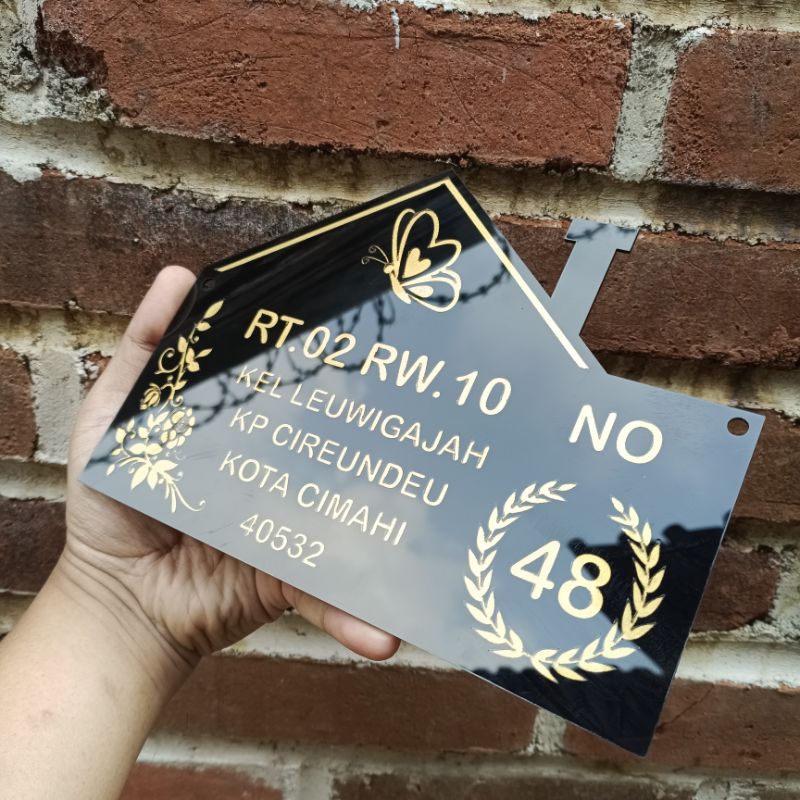 RT.02 RW.10
KEL LEUWIGAJAH
KP CIREUNDEU
KOTA CIMAHI
40532
NO
48